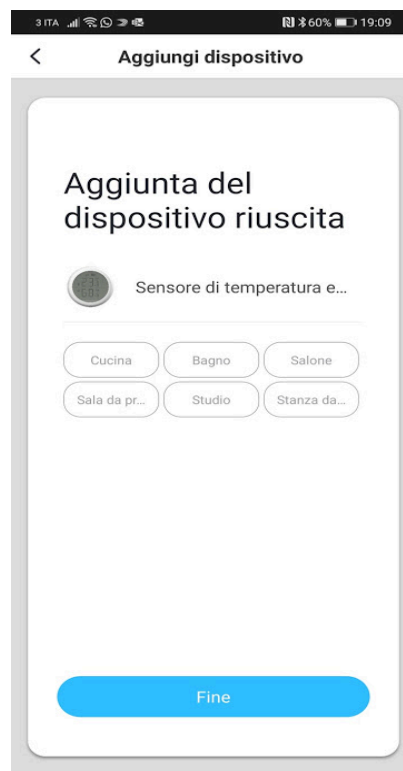 3 ITA 60% 19:09
Aggiungi dispositivo
Aggiunta del
dispositivo riuscita
Sensore di temperatura e...
Cucina Bagno Salone
Sala da pr... Studio Stanza da...
Fine